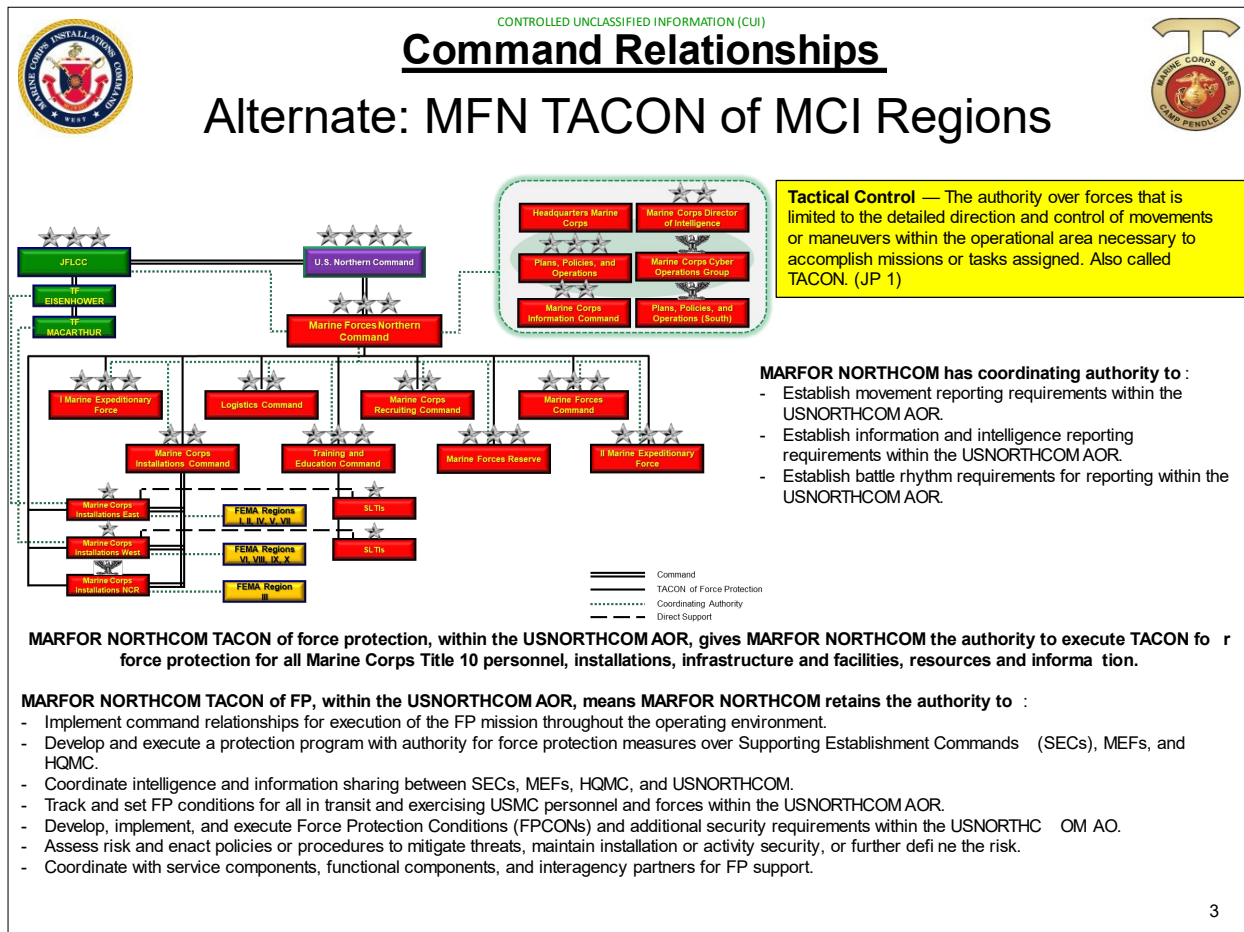 CONTROLLED UNCLASSIFIED INFORMATION (CUI)
Command Relationships
Alternate: MFN TACON of MCI Regions
MARINE CORPS INSTALLATIONS COMMAND
WEST
MARINE CORPS BASE
CAMP PENDLETON
Headquarters Marine
Corps
Marine Corps Director
of Intelligence
Plans, Policies, and
Operations
Marine Corps Cyber
Operations Group
Marine Corps
Information Command
Plans, Policies, and
Operations (South)
Tactical Control — The authority over forces that is
limited to the detailed direction and control of movements
or maneuvers within the operational area necessary to
accomplish missions or tasks assigned. Also called
TACON. (JP 1)
JFLCC
U.S. Northern Command
TF
EISENHOWER
TF
MACARTHUR
Marine Forces Northern
Command
I Marine Expeditionary
Force
Logistics Command
Marine Corps
Recruiting Command
Marine Forces
Command
Marine Corps
Installations Command
Training and
Education Command
Marine Forces Reserve
II Marine Expeditionary
Force
Marine Corps
Installations East
FEMA Regions
I, II, IV, V, VII
SLTIs
Marine Corps
Installations West
FEMA Regions
VI, VIII, IX, X
SLTIs
Marine Corps
Installations NCR
FEMA Region
III
MARFOR NORTHCOM has coordinating authority to :
- Establish movement reporting requirements within the
USNORTHCOM AOR.
- Establish information and intelligence reporting
requirements within the USNORTHCOM AOR.
- Establish battle rhythm requirements for reporting within the
USNORTHCOM AOR.
Command
TACON of Force Protection
Coordinating Authority
Direct Support
MARFOR NORTHCOM TACON of force protection, within the USNORTHCOM AOR, gives MARFOR NORTHCOM the authority to execute TACON fo r
force protection for all Marine Corps Title 10 personnel, installations, infrastructure and facilities, resources and informa tion.
MARFOR NORTHCOM TACON of FP, within the USNORTHCOM AOR, means MARFOR NORTHCOM retains the authority to :
- Implement command relationships for execution of the FP mission throughout the operating environment.
- Develop and execute a protection program with authority for force protection measures over Supporting Establishment Commands (SECs), MEFs, and
HQMC.
- Coordinate intelligence and information sharing between SECs, MEFs, HQMC, and USNORTHCOM.
- Track and set FP conditions for all in transit and exercising USMC personnel and forces within the USNORTHCOM AOR.
- Develop, implement, and execute Force Protection Conditions (FPCONs) and additional security requirements within the USNORTHC OM AO.
- Assess risk and enact policies or procedures to mitigate threats, maintain installation or activity security, or further defi ne the risk.
- Coordinate with service components, functional components, and interagency partners for FP support.
3